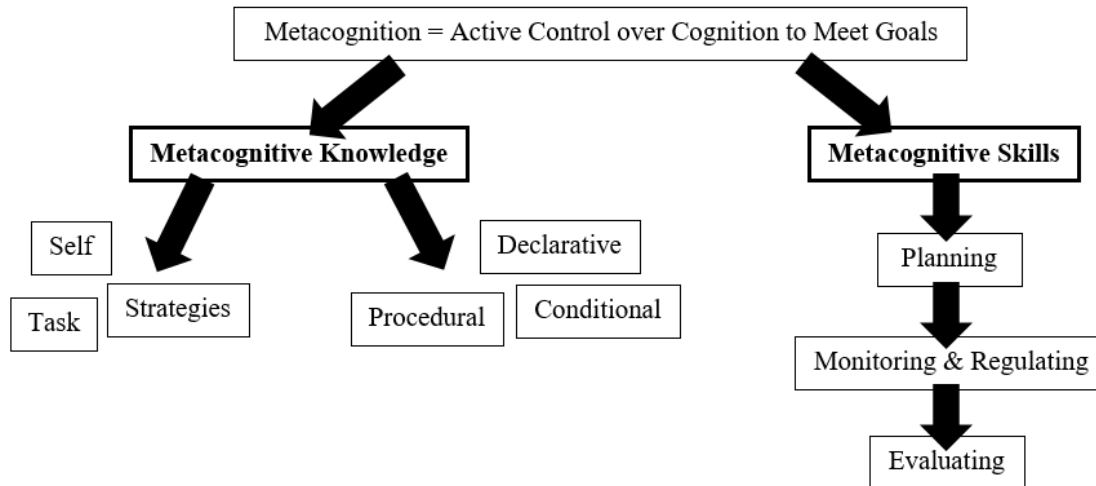 Metacognition = Active Control over Cognition to Meet Goals
Metacognitive Knowledge
Metacognitive Skills
Self
Task
Strategies
Declarative
Procedural
Conditional
Planning
Monitoring & Regulating
Evaluating